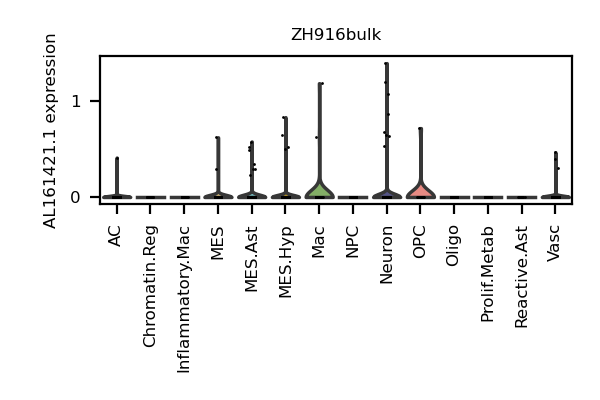 ZH916bulk
AL161421.1 expression
1
0
AC
Chromatin.Reg
Inflammatory.Mac
MES
MES.Ast
MES.Hyp
Mac
NPC
Neuron
OPC
Oligo
Prolif.Metab
Reactive.Ast
Vasc